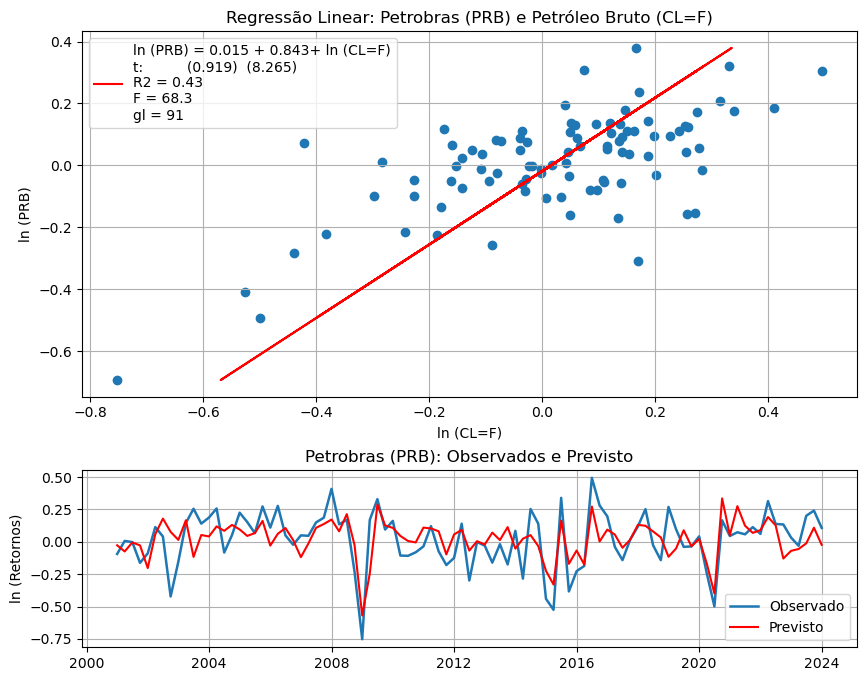 Regressão Linear: Petrobras (PRB) e Petróleo Bruto (CL=F)
ln (PRB) = 0.015 + 0.843+ ln (CL=F)
t: (0.919) (8.265)
R2 = 0.43
F = 68.3
gl = 91
0.4
0.2
0.0
−0.2
−0.4
−0.6
ln (PRB)
−0.8 −0.6 −0.4 −0.2 0.0 0.2 0.4
ln (CL=F)
Petrobras (PRB): Observados e Previsto
0.50
0.25
0.00
−0.25
−0.50
−0.75
ln (Retornos)
Observado
Previsto
2000 2004 2008 2012 2016 2020 2024